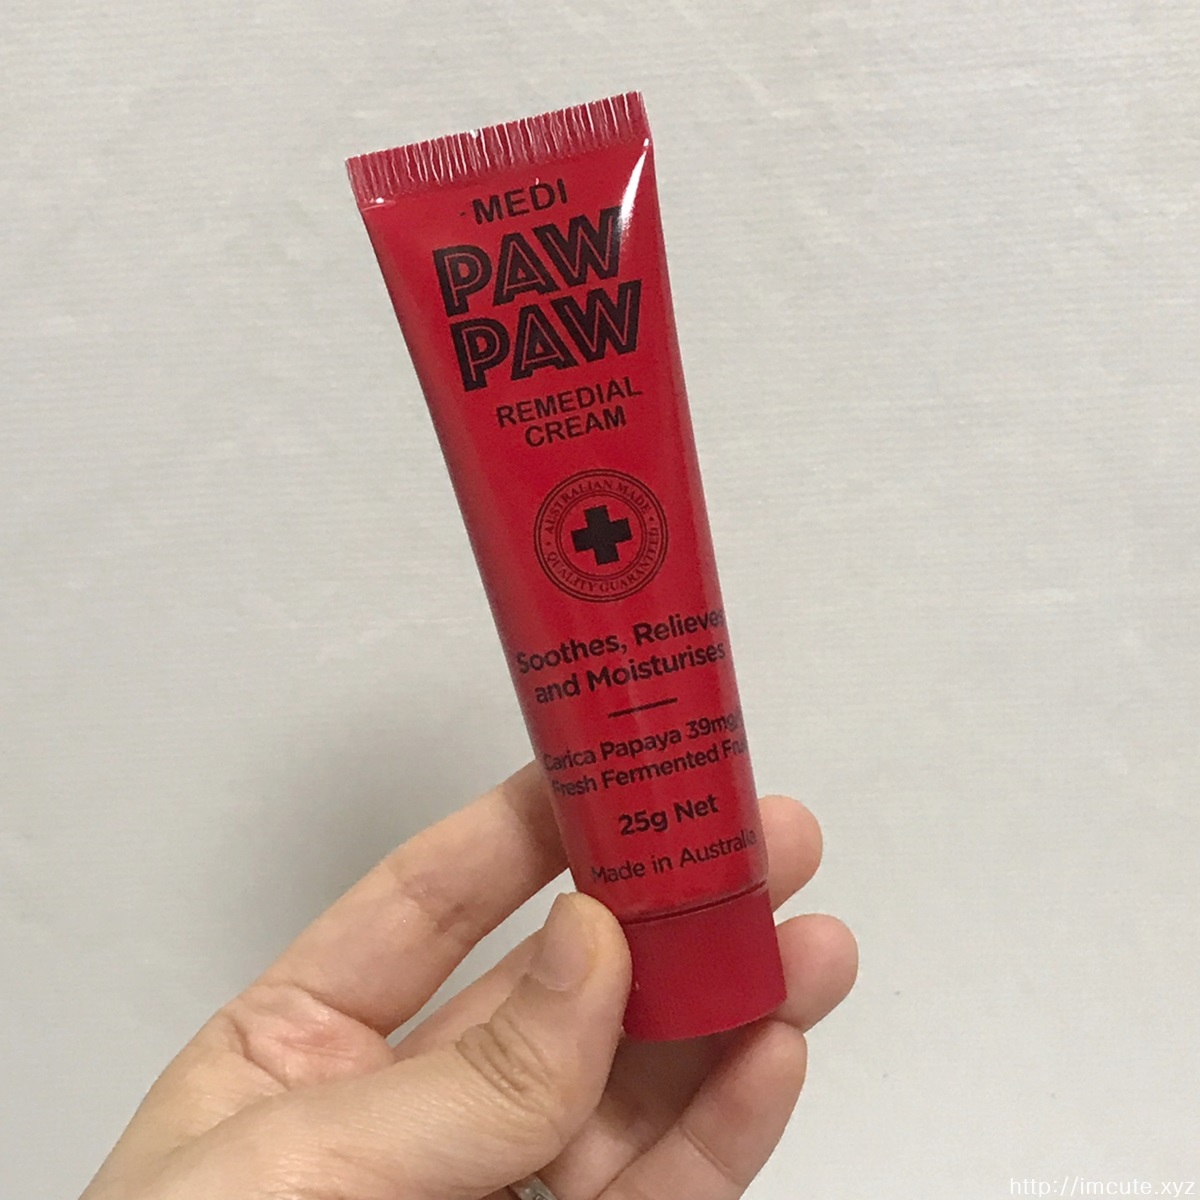 MEDI
PAW
PAW
REMEDIAL
CREAM
AUSTRALIAN MADE
QUALITY GUARANTEED
Soothes, Relieves
and Moisturises
Carica Papaya 39mg/
Fresh Fermented
25g Net
Made in Australia
http://imcute.xyz